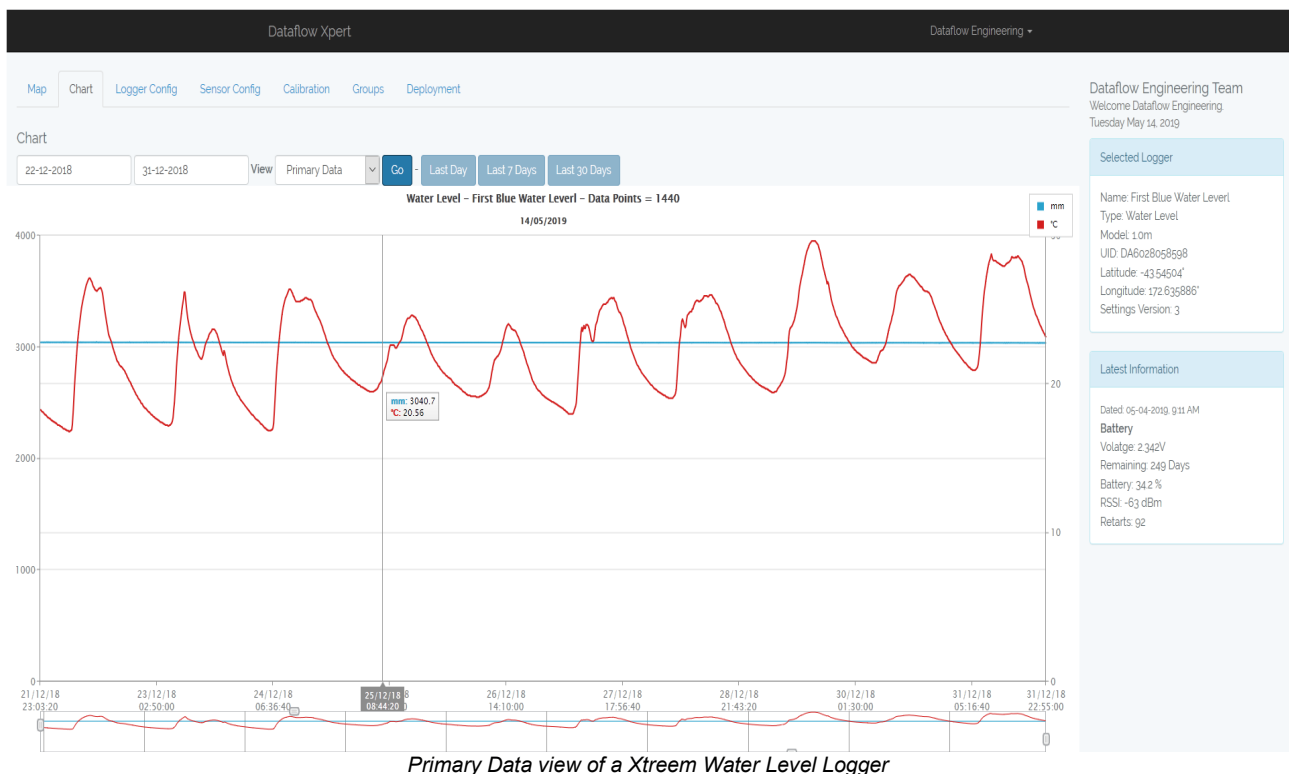 Dataflow Xpert
Dataflow Engineering
Map Chart Logger Config Sensor Config Calibration Groups Deployment
Chart
22-12-2018 31-12-2018 View Primary Data Go - Last Day Last 7 Days Last 30 Days
Water Level – First Blue Water Leverl – Data Points = 1440
14/05/2019
mm
°C
4000
3000
2000
1000
0
20
10
0
mm: 3040.7
°C: 20.56
21/12/18 23/12/18 24/12/18 25/12/18 26/12/18 27/12/18 28/12/18 30/12/18 31/12/18 31/12/18
23:03:20 02:50:00 06:36:40 08:44:20 14:10:00 17:56:40 21:43:20 01:30:00 05:16:40 22:55:00
Dataflow Engineering Team
Welcome Dataflow Engineering.
Tuesday May 14, 2019
Selected Logger
Name: First Blue Water Leverl
Type: Water Level
Model: 1.0m
UID: DA6028058598
Latitude: -43.54504°
Longitude: 172.635886°
Settings Version: 3
Latest Information
Dated: 05-04-2019, 9:11 AM
Battery
Volatge: 2.342V
Remaining: 249 Days
Battery: 34.2 %
RSSI: -63 dBm
Retarts: 92
Primary Data view of a Xtreem Water Level Logger